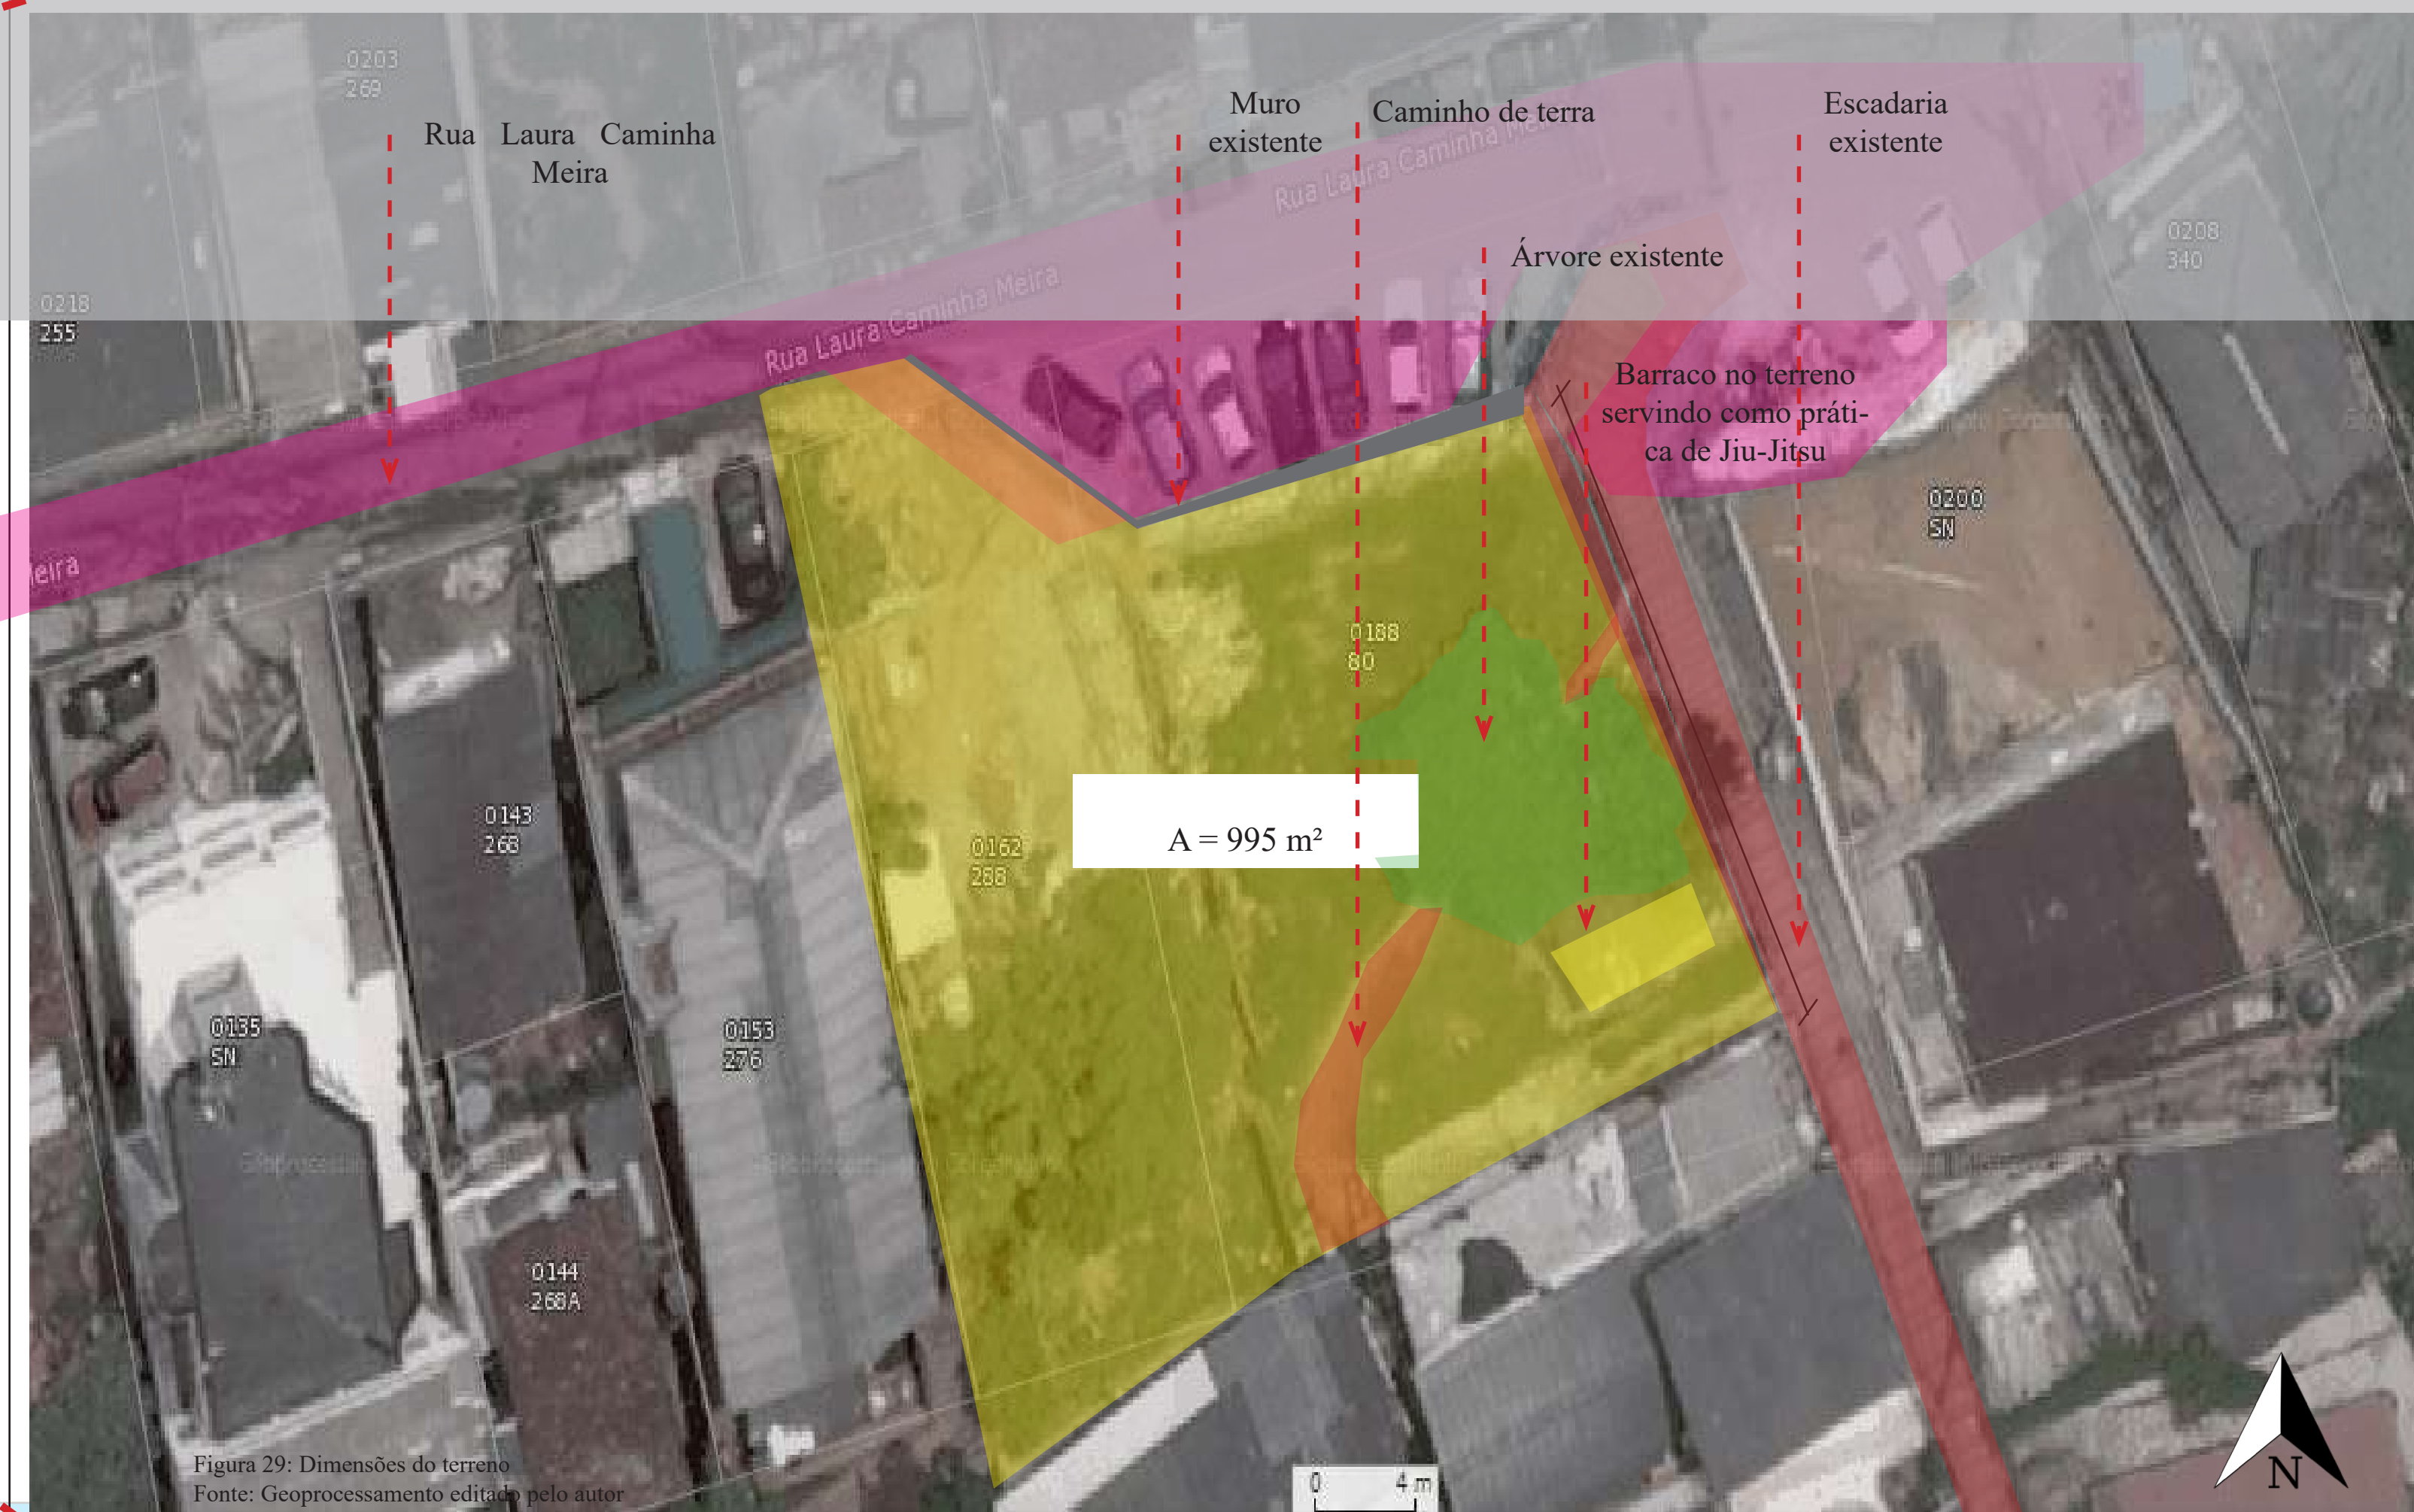 0203
269
Rua Laura Caminha
Meira
Muro
existente
Caminho de terra
Escadaria
existente
Rua Laura Caminha Mei
Árvore existente
0208
340
0218
255
Rua Laura Caminha Meira
Barraco no terreno
servindo como práti-
ca de Jiu-Jitsu
0200
SN
Meira
0188
80
A = 995 m²
0143
268
0162
288
0135
SN
0153
276
0144
268A
Figura 29: Dimensões do terreno
Fonte: Geoprocessamento editado pelo autor
0 4 m
N